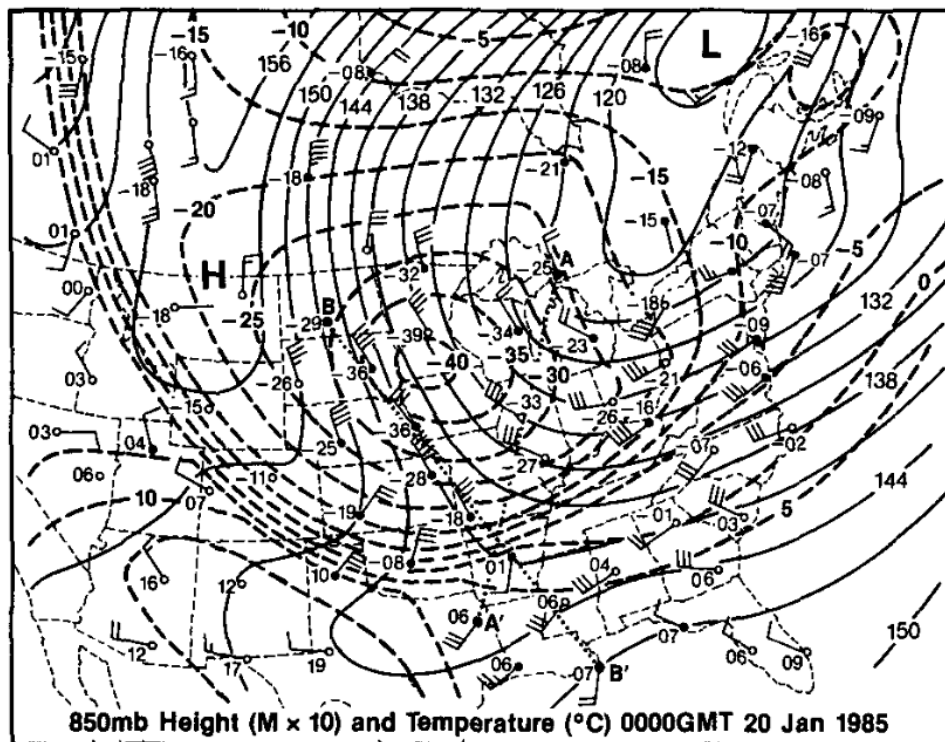 -15 -10 -5 L -16
-15 -16 156 -08 -08
150 144 138 132 126 120
-09
01 -12
-18 -18 -21 -15 -08
-20 -15 -07
01 -10 -5 -07
H -32 -25 A 0
00 -25 -18 132
-18 B -29 -34 -23 -09
-39 -35
-36 -40 -30 -21 -06
03 -26 138
-15 -33 -26 -16
03 04 -25 36 07 02
06 -11 -28 -27 144
10 07
-19 -18 01 03 5
16 12 10 -08 01 04 06
06 A' 06
12 07 150
17 19 06 07 B' 06 09
850mb Height (M x 10) and Temperature (°C) 0000GMT 20 Jan 1985